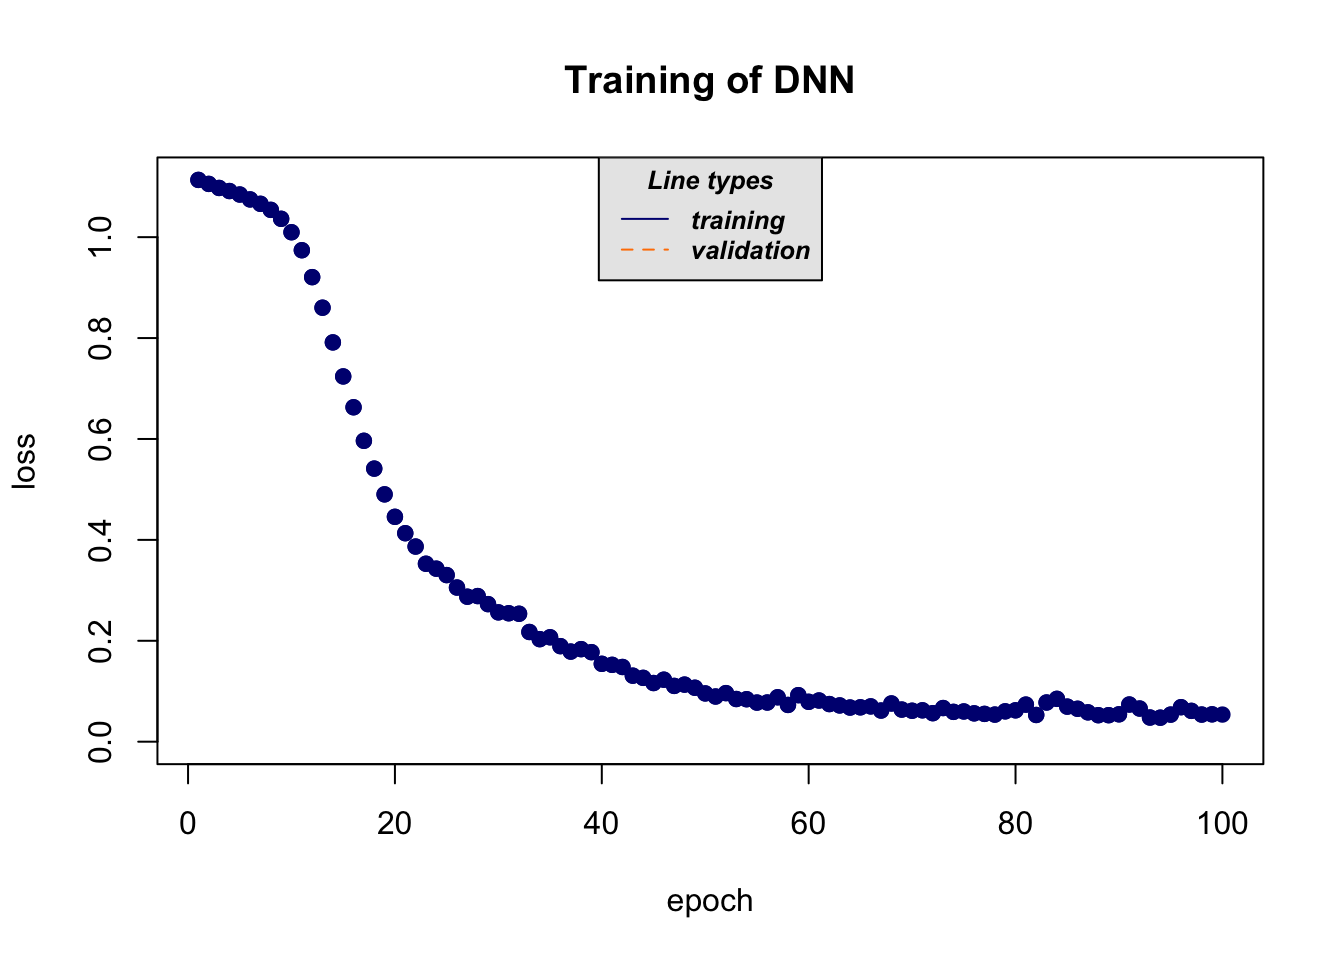 Training of DNN
Line types
training
validation
loss
1.0
0.8
0.6
0.4
0.2
0.0
0 20 40 60 80 100
epoch